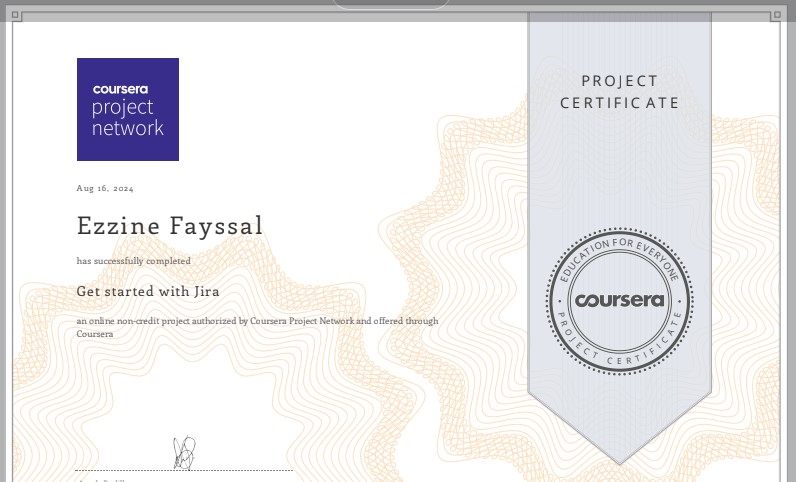 coursera
project
network
PROJECT
CERTIFICATE
Aug 16, 2024
Ezzine Fayssal
has successfully completed
Get started with Jira
an online non-credit project authorized by Coursera Project Network and offered through
Coursera
EDUCATION FOR EVERYONE
coursera
PROJECT CERTIFICATE